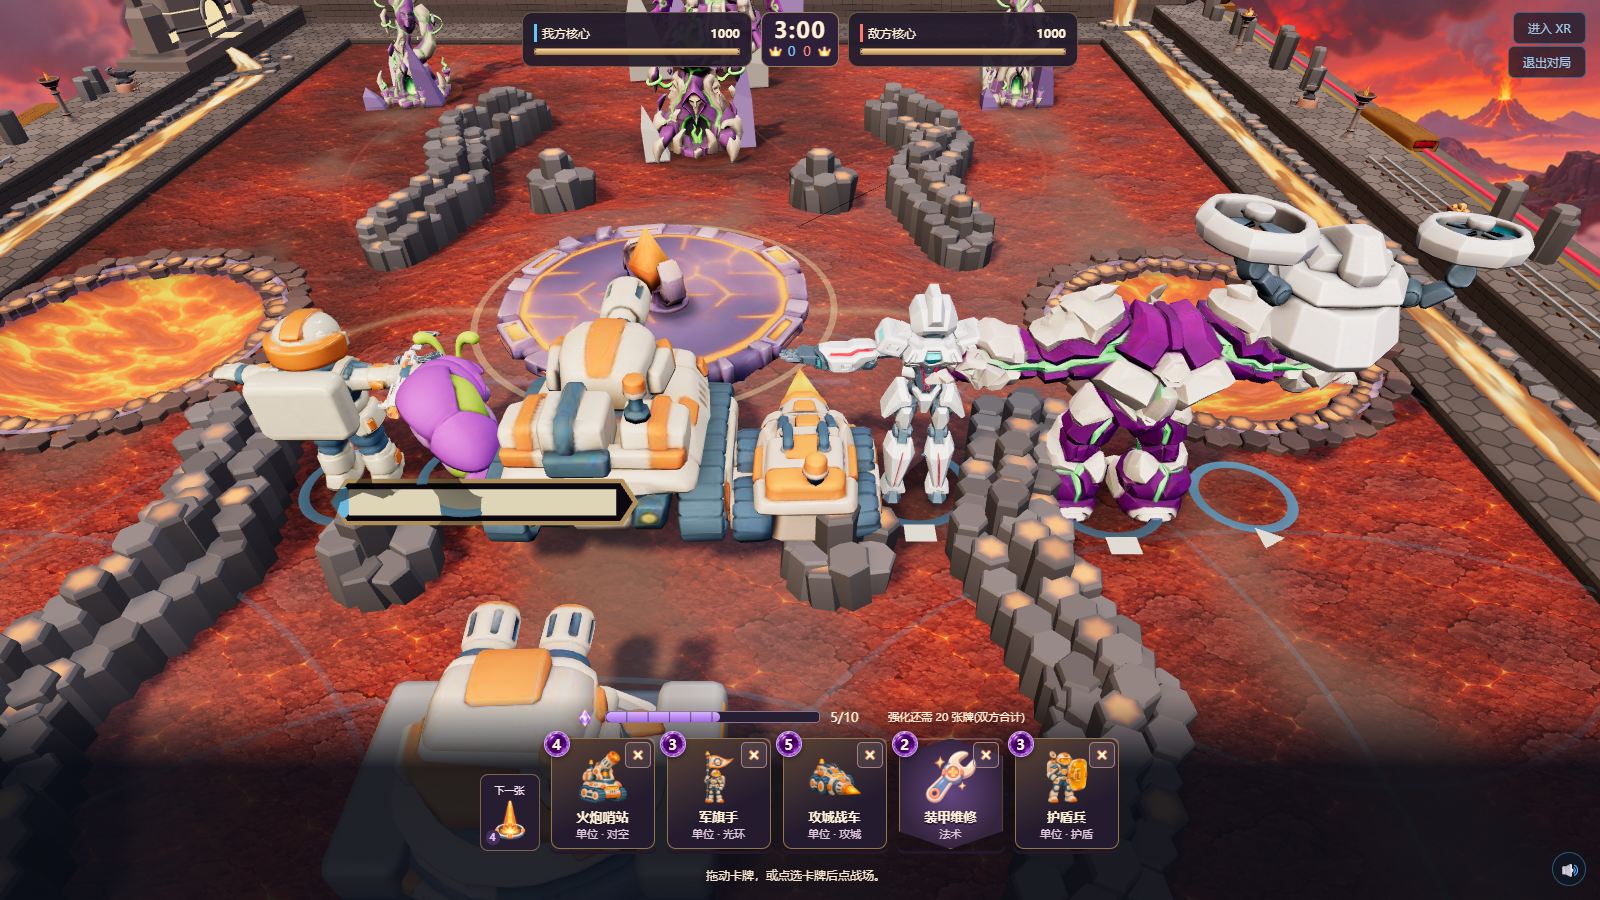 我方核心 1000
3:00
0 0
敌方核心 1000
进入 XR
退出对局
5/10
强化还需 20 张牌(双方合计)
下一张
4
4
火炮哨站
单位 · 对空
3
军旗手
单位 · 光环
5
攻城战车
单位 · 攻城
2
装甲维修
法术
3
护盾兵
单位 · 护盾
拖动卡牌，或点选卡牌后点战场。